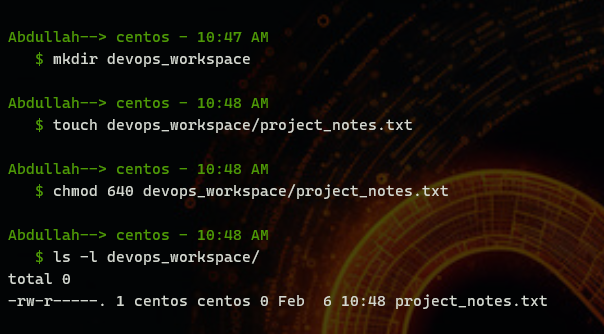 Abdullah--> centos - 10:47 AM
$ mkdir devops_workspace
Abdullah--> centos - 10:48 AM
$ touch devops_workspace/project_notes.txt
Abdullah--> centos - 10:48 AM
$ chmod 640 devops_workspace/project_notes.txt
Abdullah--> centos - 10:48 AM
$ ls -l devops_workspace/
total 0
-rw-r-----. 1 centos centos 0 Feb  6 10:48 project_notes.txt